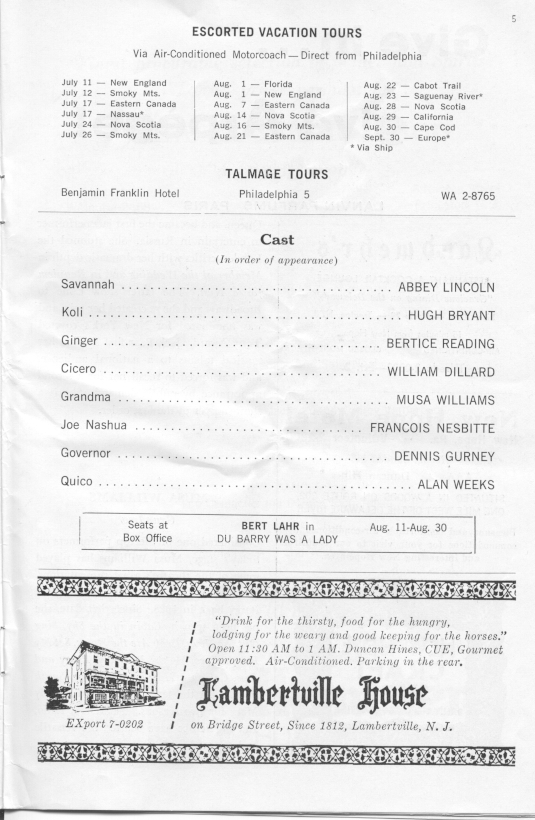 5
ESCORTED VACATION TOURS
Via Air-Conditioned Motorcoach — Direct from Philadelphia
July 11 — New England
July 12 — Smoky Mts.
July 17 — Eastern Canada
July 17 — Nassau*
July 24 — Nova Scotia
July 26 — Smoky Mts.
Aug. 1 — Florida
Aug. 1 — New England
Aug. 7 — Eastern Canada
Aug. 14 — Nova Scotia
Aug. 16 — Smoky Mts.
Aug. 21 — Eastern Canada
Aug. 22 — Cabot Trail
Aug. 23 — Saguenay River*
Aug. 28 — Nova Scotia
Aug. 29 — California
Aug. 30 — Cape Cod
Sept. 30 — Europe*
* Via Ship
TALMAGE TOURS
Benjamin Franklin Hotel Philadelphia 5 WA 2-8765
Cast
(In order of appearance)
Savannah . . . . . . . . . . . . . . . . . . . . ABBEY LINCOLN
Koli . . . . . . . . . . . . . . . . . . . . HUGH BRYANT
Ginger . . . . . . . . . . . . . . . . . . . . BERTICE READING
Cicero . . . . . . . . . . . . . . . . . . . . WILLIAM DILLARD
Grandma . . . . . . . . . . . . . . . . . . . . MUSA WILLIAMS
Joe Nashua . . . . . . . . . . . . . . . . . . . . FRANCOIS NESBITTE
Governor . . . . . . . . . . . . . . . . . . . . DENNIS GURNEY
Quico . . . . . . . . . . . . . . . . . . . . ALAN WEEKS
Seats at BERT LAHR in Aug. 11-Aug. 30
Box Office DU BARRY WAS A LADY
"Drink for the thirsty, food for the hungry,
lodging for the weary and good keeping for the horses."
Open 11:30 AM to 1 AM. Duncan Hines, CUE, Gourmet
approved. Air-Conditioned. Parking in the rear.
Lambertville House
EXport 7-0202
on Bridge Street, Since 1812, Lambertville, N. J.